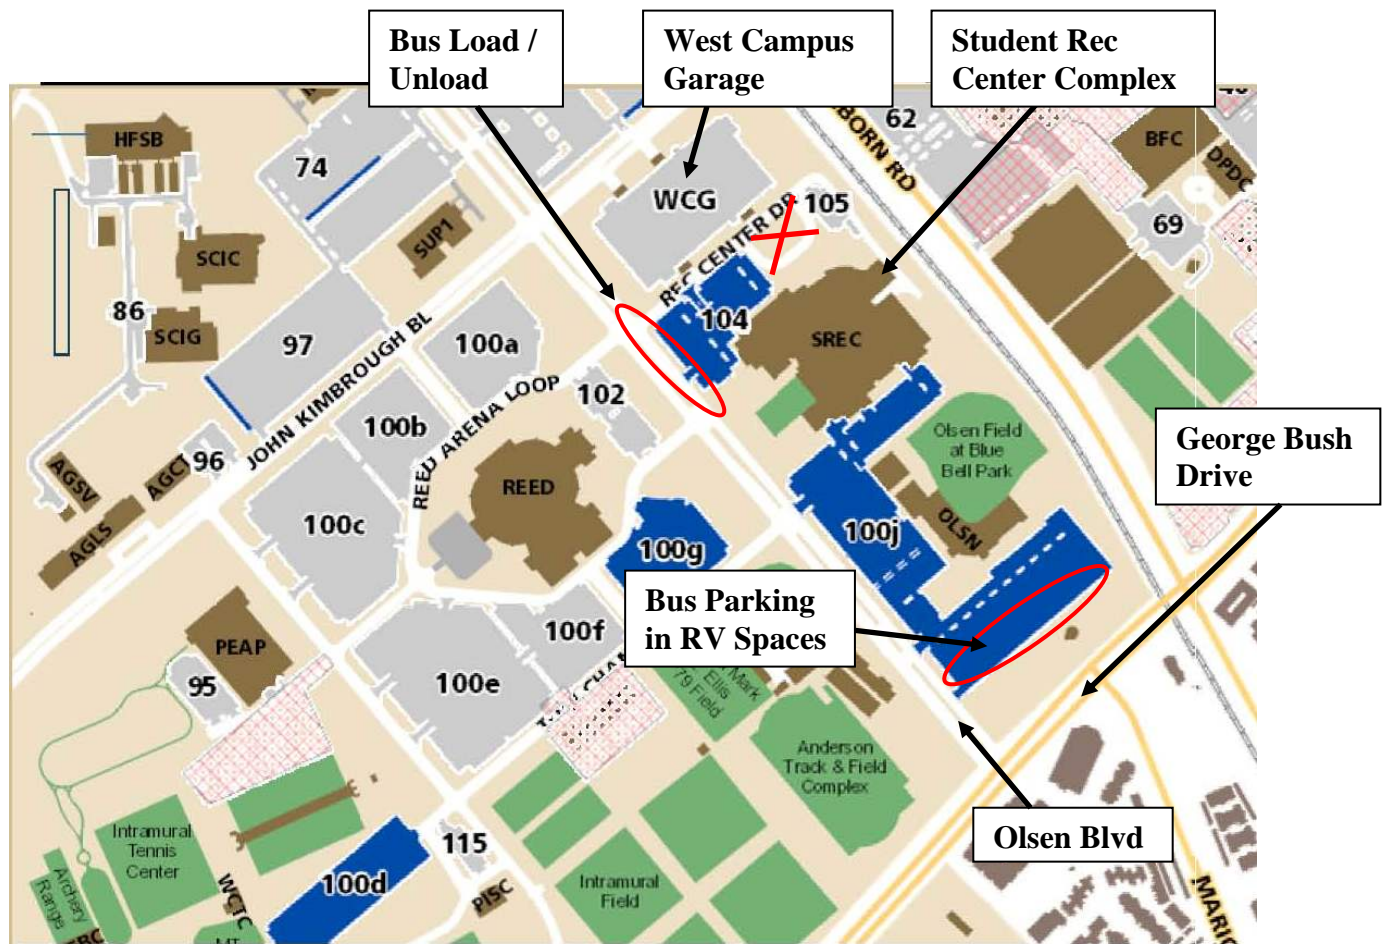 Bus Load /
Unload
West Campus
Garage
Student Rec
Center Complex
HFSB
74
WCG
REC CENTER DR
105
62
BFC
DPDC
69
SCIC
SUP1
86
SCIG
97
100a
104
SREC
JOHN KIMBROUGH BL
REED ARENA LOOP
102
100b
96
AGCT
AGSV
AGLS
100c
REED
100g
Olsen Field
at Blue
Bell Park
OLSN
100j
George Bush
Drive
Bus Parking
in RV Spaces
PEAP
95
100e
100f
Mark
Ellis
79 Field
Anderson
Track & Field
Complex
Olsen Blvd
Intramural
Tennis
Center
Archery
Range
WCTC
100d
115
PISC
Intramural
Field